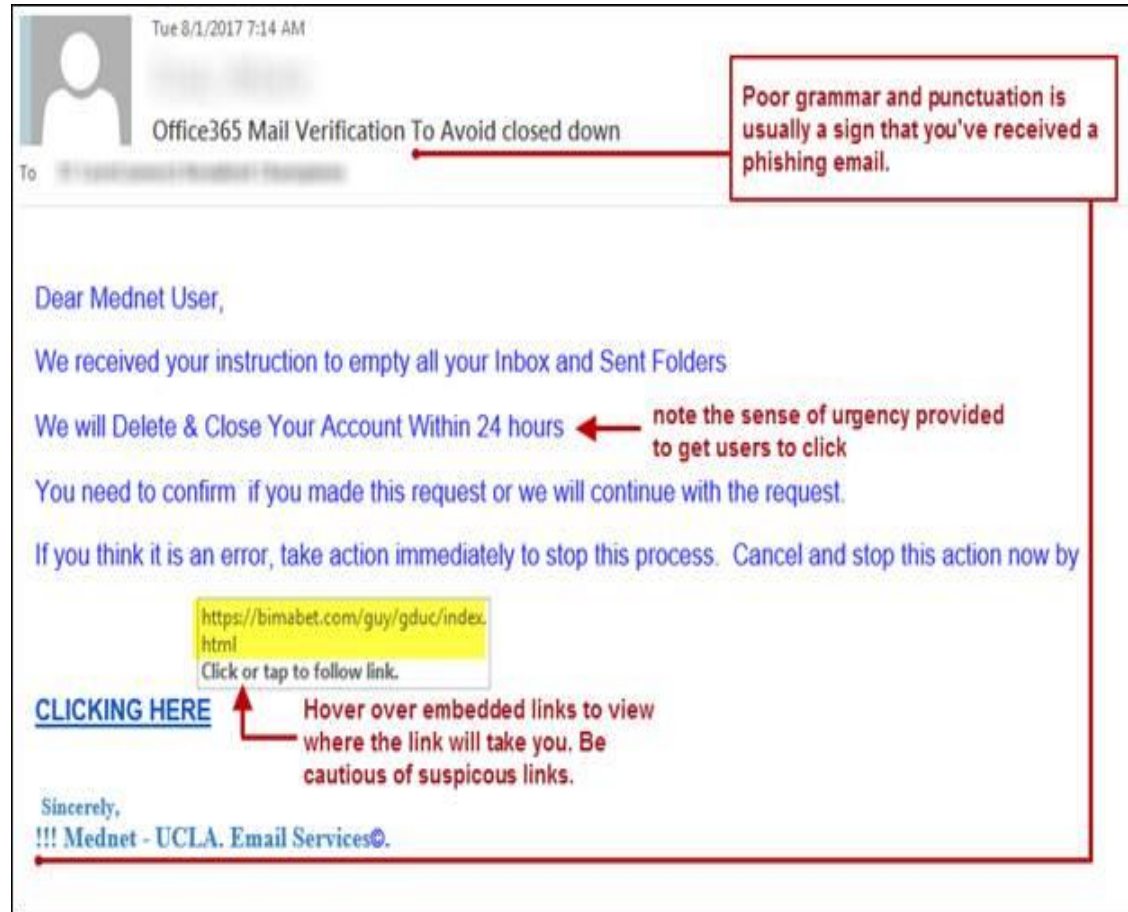 Tue 8/1/2017 7:14 AM
Office365 Mail Verification To Avoid closed down
To
Poor grammar and punctuation is
usually a sign that you've received a
phishing email.
Dear Mednet User,
We received your instruction to empty all your Inbox and Sent Folders
We will Delete & Close Your Account Within 24 hours
note the sense of urgency provided
to get users to click
You need to confirm if you made this request or we will continue with the request.
If you think it is an error, take action immediately to stop this process. Cancel and stop this action now by
https://bimabet.com/guy/gduc/index.
html
Click or tap to follow link.
CLICKING HERE
Hover over embedded links to view
where the link will take you. Be
cautious of suspicous links.
Sincerely,
!!! Mednet - UCLA. Email Services©.